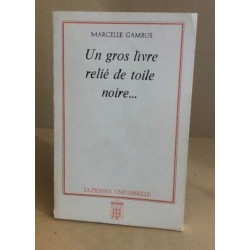 MARCELLE GAMBUS
Un gros livre
relié de toile
noire...
LA PENSÉE UNIVERSELLE